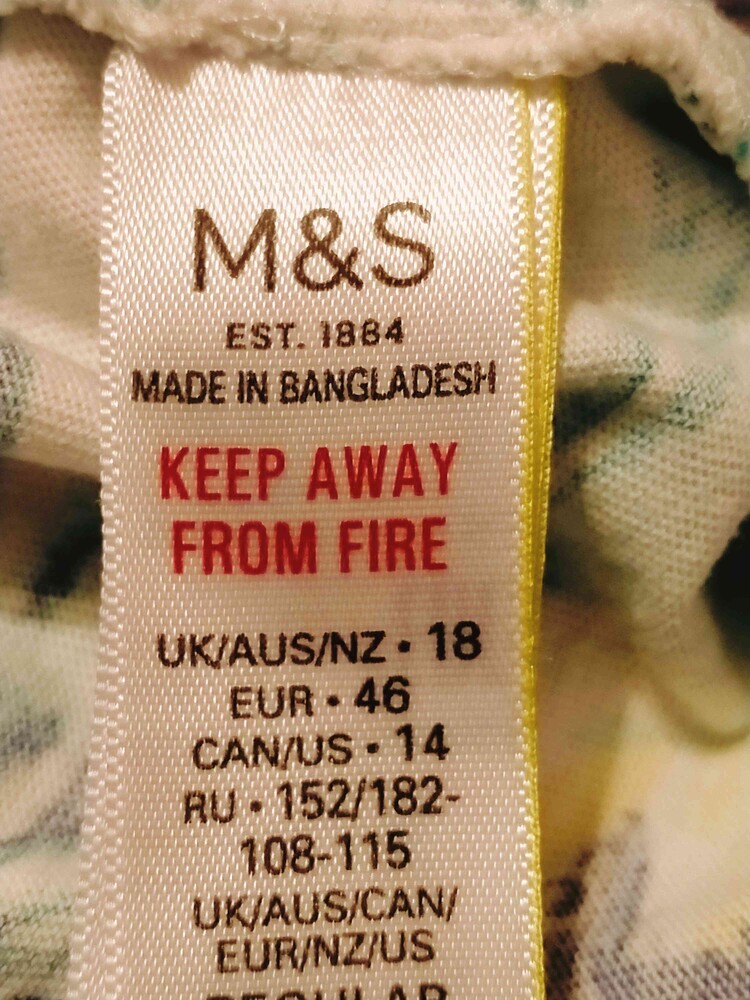 M&S
EST. 1884
MADE IN BANGLADESH
KEEP AWAY
FROM FIRE
UK/AUS/NZ • 18
EUR • 46
CAN/US • 14
RU • 152/182-
108-115
UK/AUS/CAN/
EUR/NZ/US
REGULAR